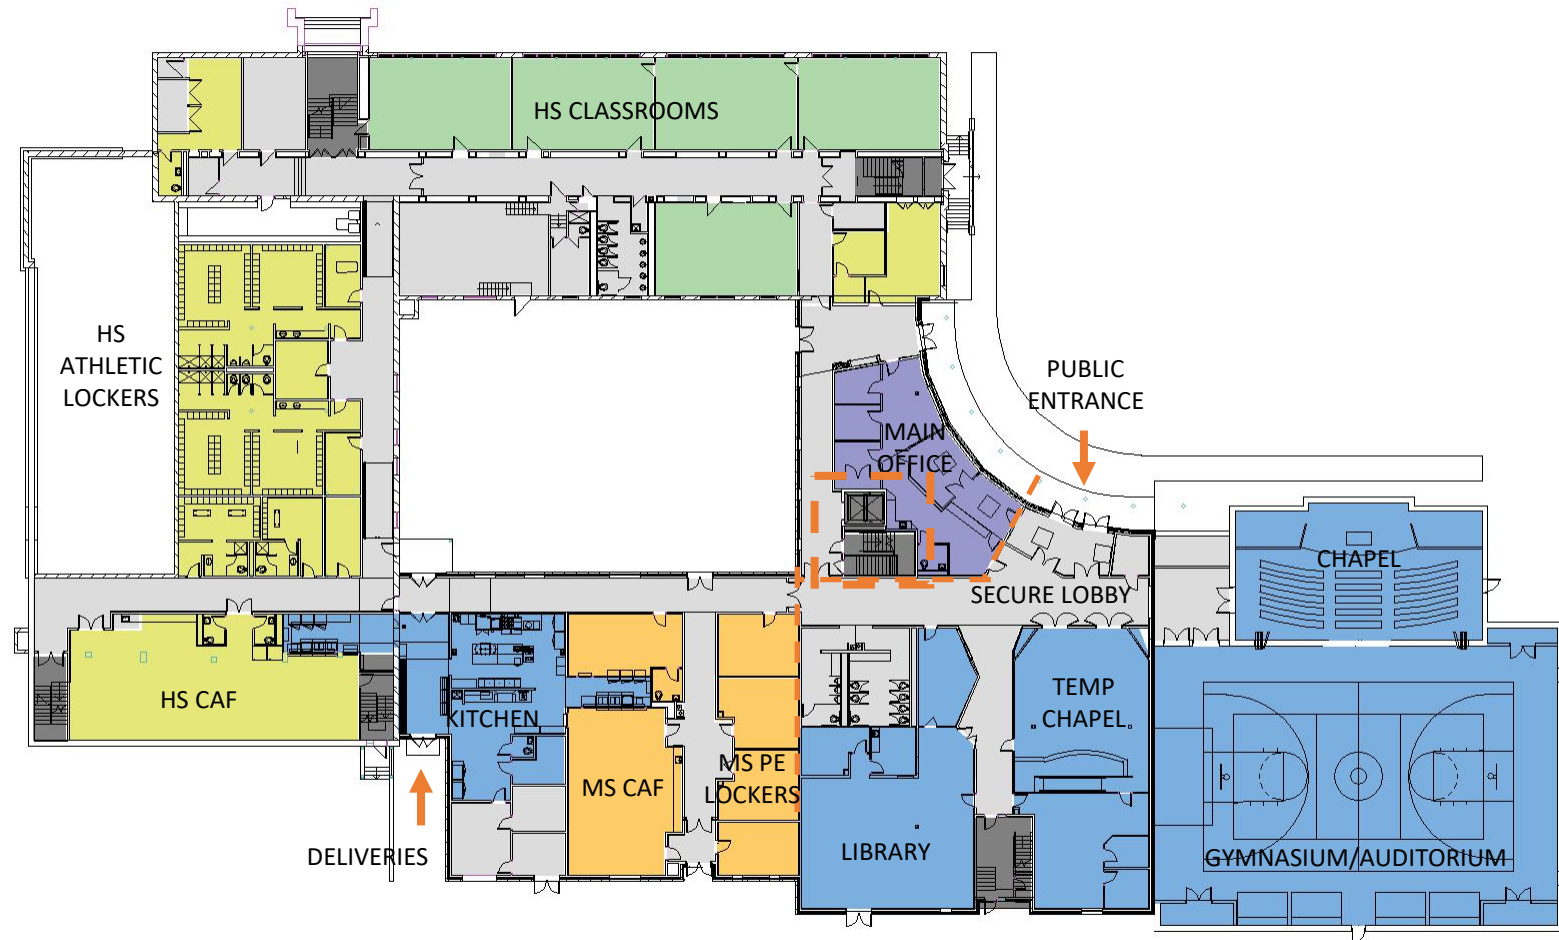 HS CLASSROOMS
HS
ATHLETIC
LOCKERS
PUBLIC
ENTRANCE
MAIN
OFFICE
CHAPEL
SECURE LOBBY
HS CAF
KITCHEN
TEMP
CHAPEL
MS CAF
MS PE
LOCKERS
LIBRARY
DELIVERIES
GYMNASIUM/AUDITORIUM